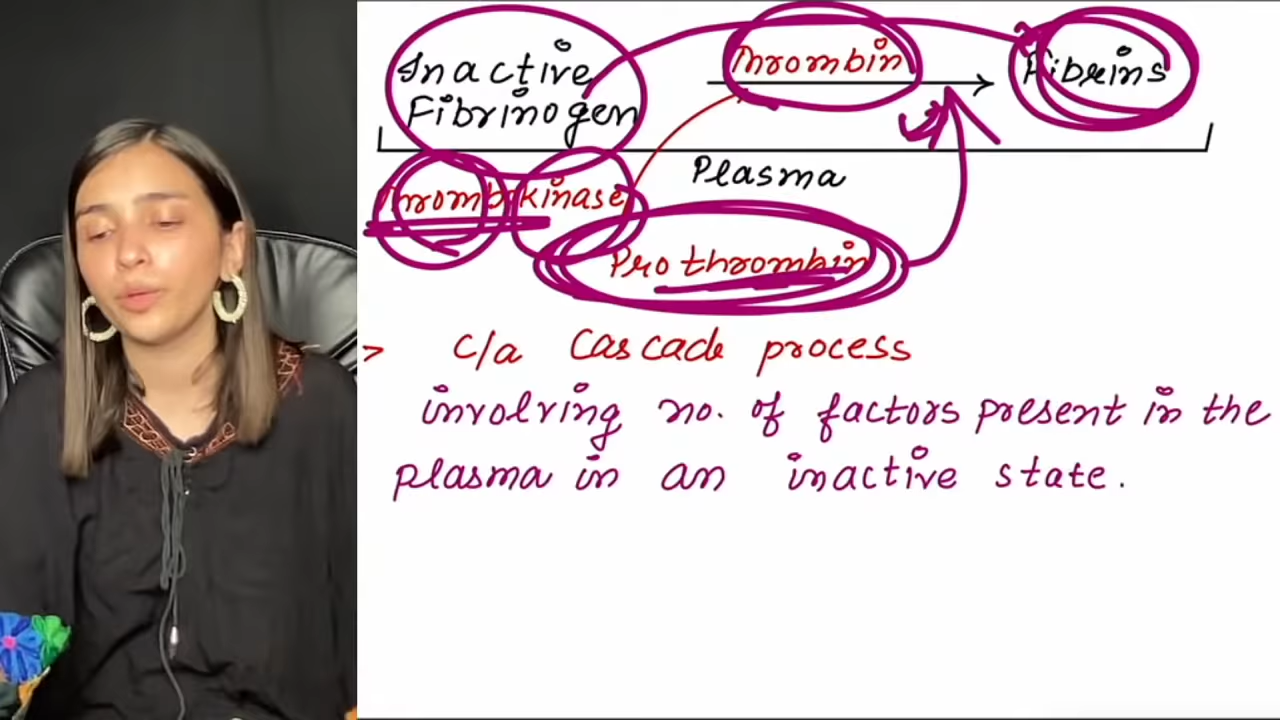 Inactive Thrombin Fibrins
Fibrinogen
Plasma
kinase
Prothrombin
> c/a Cascade process
involving no. of factors present in the
plasma in an inactive state.